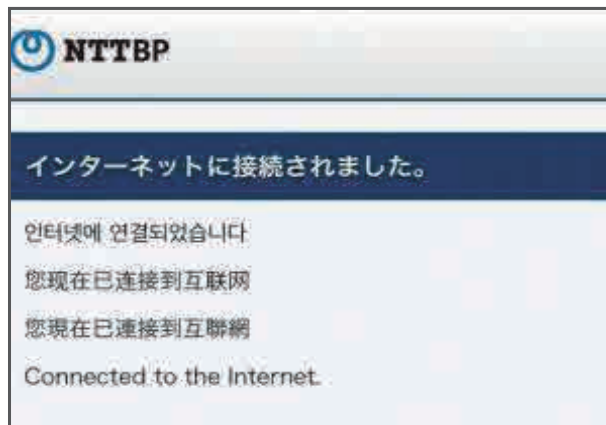 NTTBP
インターネットに接続されました。
인터넷에 연결되었습니다
您现在已连接到互联网
您現在已連接到互聯網
Connected to the Internet.